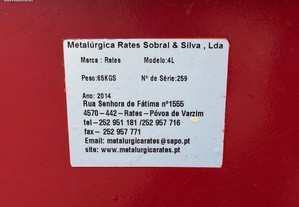 Metalúrgica Rates Sobral & Silva , Lda
Marca : Rates Modelo:4L
Peso:65KGS Nº de Série:259
Ano: 2014
Rua Senhora de Fátima nº1555
4570 – 442 – Rates – Póvoa de Varzim
tel – 252 951 181 /252 957 716
fax – 252 957 771
Email: metalurgicarates@sapo.pt
site: www.metalurgicarates.pt